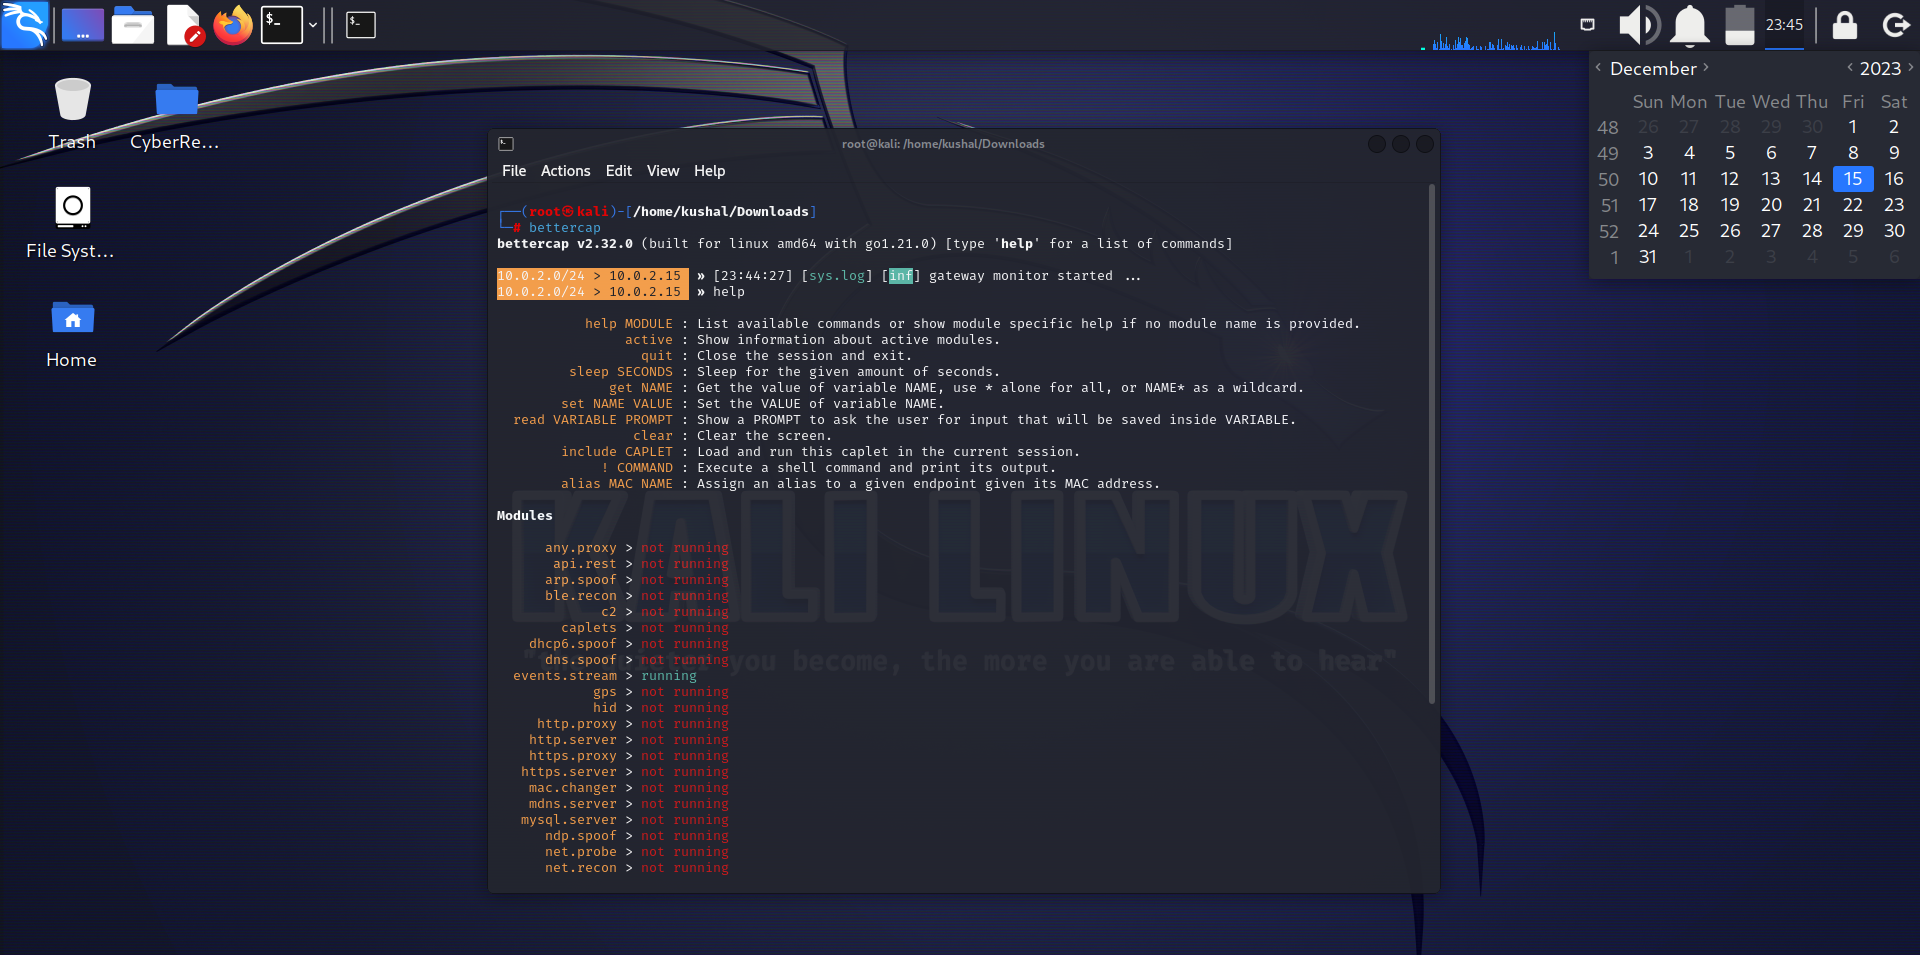 $_
$_
23:45
Trash
CyberRe...
File Syst...
Home
December
2023
Sun Mon Tue Wed Thu Fri Sat
48 26 27 28 29 30 1 2
49 3 4 5 6 7 8 9
50 10 11 12 13 14 15 16
51 17 18 19 20 21 22 23
52 24 25 26 27 28 29 30
1 31 1 2 3 4 5 6
root@kali: /home/kushal/Downloads
File Actions Edit View Help
┌──(root㉿kali)-[/home/kushal/Downloads]
└─# bettercap
bettercap v2.32.0 (built for linux amd64 with go1.21.0) [type 'help' for a list of commands]
10.0.2.0/24 > 10.0.2.15 » [23:44:27] [sys.log] [inf] gateway monitor started ...
10.0.2.0/24 > 10.0.2.15 » help
help MODULE : List available commands or show module specific help if no module name is provided.
active : Show information about active modules.
quit : Close the session and exit.
sleep SECONDS : Sleep for the given amount of seconds.
get NAME : Get the value of variable NAME, use * alone for all, or NAME* as a wildcard.
set NAME VALUE : Set the VALUE of variable NAME.
read VARIABLE PROMPT : Show a PROMPT to ask the user for input that will be saved inside VARIABLE.
clear : Clear the screen.
include CAPLET : Load and run this caplet in the current session.
! COMMAND : Execute a shell command and print its output.
alias MAC NAME : Assign an alias to a given endpoint given its MAC address.
Modules
any.proxy > not running
api.rest > not running
arp.spoof > not running
ble.recon > not running
c2 > not running
caplets > not running
dhcp6.spoof > not running
dns.spoof > not running
events.stream > running
gps > not running
hid > not running
http.proxy > not running
http.server > not running
https.proxy > not running
https.server > not running
mac.changer > not running
mdns.server > not running
mysql.server > not running
ndp.spoof > not running
net.probe > not running
net.recon > not running
KALI LINUX
you become, the more you are able to hear"